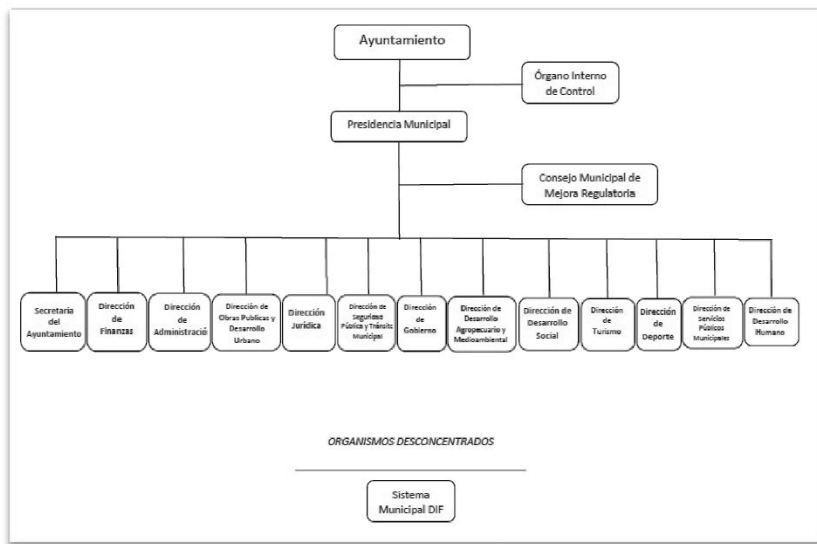 Ayuntamiento
Órgano Interno
de Control
Presidencia Municipal
Consejo Municipal de
Mejora Regulatoria
Secretaria
del
Ayuntamiento
Dirección
de
Finanzas
Dirección
de
Administració
Dirección de
Obras Publicas y
Desarrollo
Urbano
Dirección
Juridica
Dirección de
Seguridad
Pública y Tránsito
Municipal
Dirección
de
Gobierno
Dirección de
Desarrollo
Agropecuario y
Medioambiental
Dirección de
Desarrollo
Social
Dirección
de
Turismo
Dirección
de
Deporte
Dirección de
Servicios
Públicos
Municipales
Dirección de
Desarrollo
Humano
ORGANISMOS DESCONCENTRADOS
Sistema
Municipal DIF